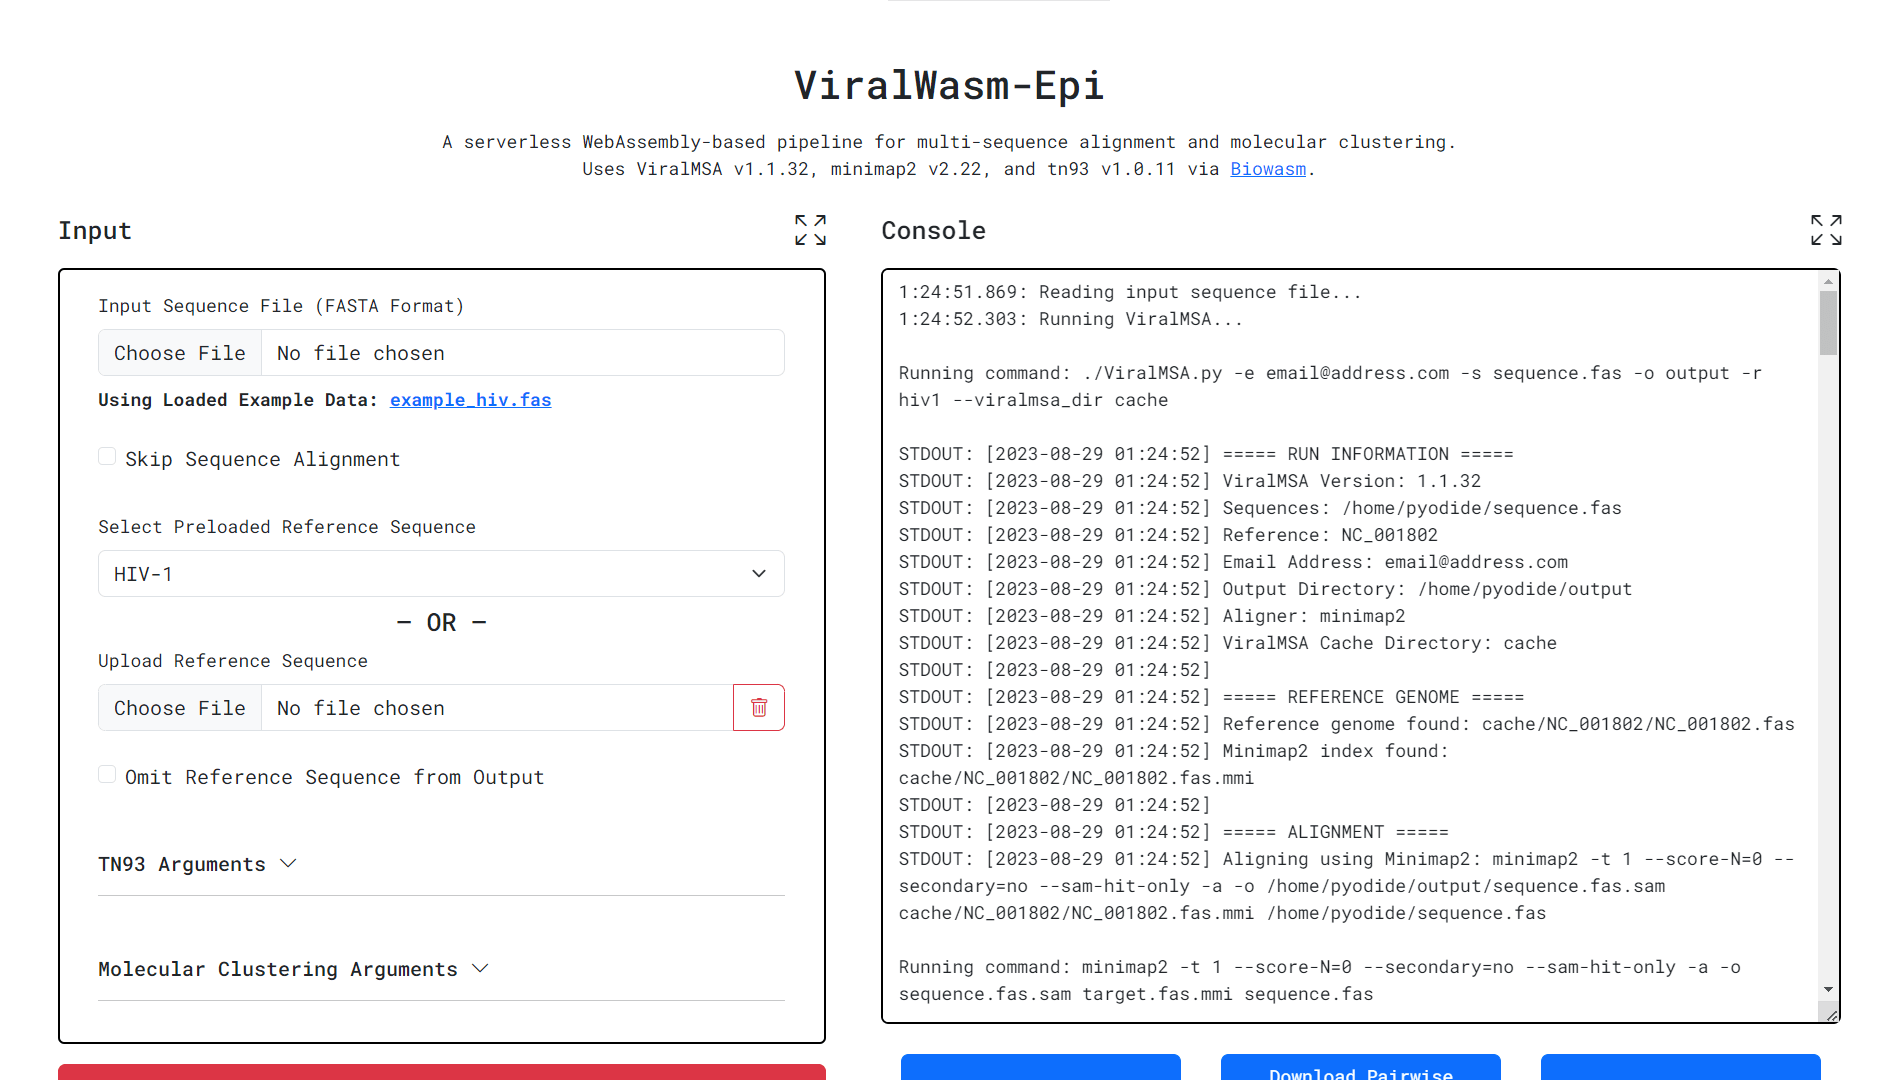 ViralWasm-Epi
A serverless WebAssembly-based pipeline for multi-sequence alignment and molecular clustering.
Uses ViralMSA v1.1.32, minimap2 v2.22, and tn93 v1.0.11 via Biowasm.
Input
Input Sequence File (FASTA Format)
Choose File No file chosen
Using Loaded Example Data: example_hiv.fas
Skip Sequence Alignment
Select Preloaded Reference Sequence
HIV-1
— OR —
Upload Reference Sequence
Choose File No file chosen
Omit Reference Sequence from Output
TN93 Arguments
Molecular Clustering Arguments
Console
1:24:51.869: Reading input sequence file...
1:24:52.303: Running ViralMSA...
Running command: ./ViralMSA.py -e email@address.com -s sequence.fas -o output -r
hiv1 --viralmsa_dir cache
STDOUT: [2023-08-29 01:24:52] ===== RUN INFORMATION =====
STDOUT: [2023-08-29 01:24:52] ViralMSA Version: 1.1.32
STDOUT: [2023-08-29 01:24:52] Sequences: /home/pyodide/sequence.fas
STDOUT: [2023-08-29 01:24:52] Reference: NC_001802
STDOUT: [2023-08-29 01:24:52] Email Address: email@address.com
STDOUT: [2023-08-29 01:24:52] Output Directory: /home/pyodide/output
STDOUT: [2023-08-29 01:24:52] Aligner: minimap2
STDOUT: [2023-08-29 01:24:52] ViralMSA Cache Directory: cache
STDOUT: [2023-08-29 01:24:52]
STDOUT: [2023-08-29 01:24:52] ===== REFERENCE GENOME =====
STDOUT: [2023-08-29 01:24:52] Reference genome found: cache/NC_001802/NC_001802.fas
STDOUT: [2023-08-29 01:24:52] Minimap2 index found:
cache/NC_001802/NC_001802.fas.mmi
STDOUT: [2023-08-29 01:24:52]
STDOUT: [2023-08-29 01:24:52] ===== ALIGNMENT =====
STDOUT: [2023-08-29 01:24:52] Aligning using Minimap2: minimap2 -t 1 --score-N=0 --
secondary=no --sam-hit-only -a -o /home/pyodide/output/sequence.fas.sam
cache/NC_001802/NC_001802.fas.mmi /home/pyodide/sequence.fas
Running command: minimap2 -t 1 --score-N=0 --secondary=no --sam-hit-only -a -o
sequence.fas.sam target.fas.mmi sequence.fas
Download Pairwise